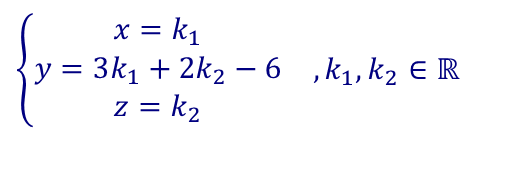 x = k₁
y = 3k₁ + 2k₂ − 6 , k₁, k₂ ∈ ℝ
z = k₂